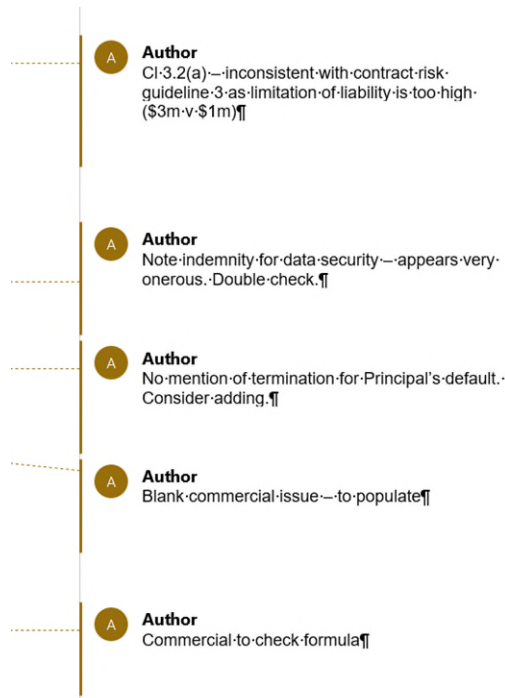 A
Author
Cl 3.2(a) – inconsistent with contract risk
guideline 3 as limitation of liability is too high
($3m v $1m)¶
A
Author
Note indemnity for data security – appears very
onerous. Double check.¶
A
Author
No mention of termination for Principal's default.
Consider adding.¶
A
Author
Blank commercial issue – to populate¶
A
Author
Commercial to check formula¶